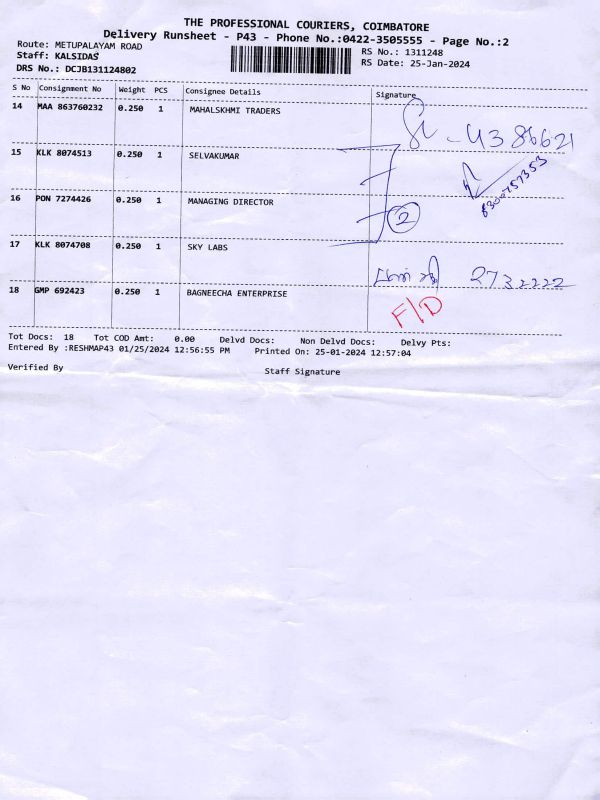 THE PROFESSIONAL COURIERS, COIMBATORE
Delivery Runsheet - P43 - Phone No.:0422-3505555 - Page No.:2
Route: METUPALAYAM ROAD
Staff: KALSIDAS
DRS No.: DCJB131124802
RS No.: 1311248
RS Date: 25-Jan-2024
S No Consignment No Weight PCS Consignee Details Signature
14 MAA 863760232 0.250 1 MAHALSKHMI TRADERS
4386621
15 KLK 8074513 0.250 1 SELVAKUMAR
8300757353
16 PON 7274426 0.250 1 MANAGING DIRECTOR
2
17 KLK 8074708 0.250 1 SKY LABS
2732222
18 GMP 692423 0.250 1 BAGNEECHA ENTERPRISE
F/D
Tot Docs: 18 Tot COD Amt: 0.00 Delvd Docs: Non Delvd Docs: Delvy Pts:
Entered By :RESHMAP43 01/25/2024 12:56:55 PM Printed On: 25-01-2024 12:57:04
Verified By Staff Signature